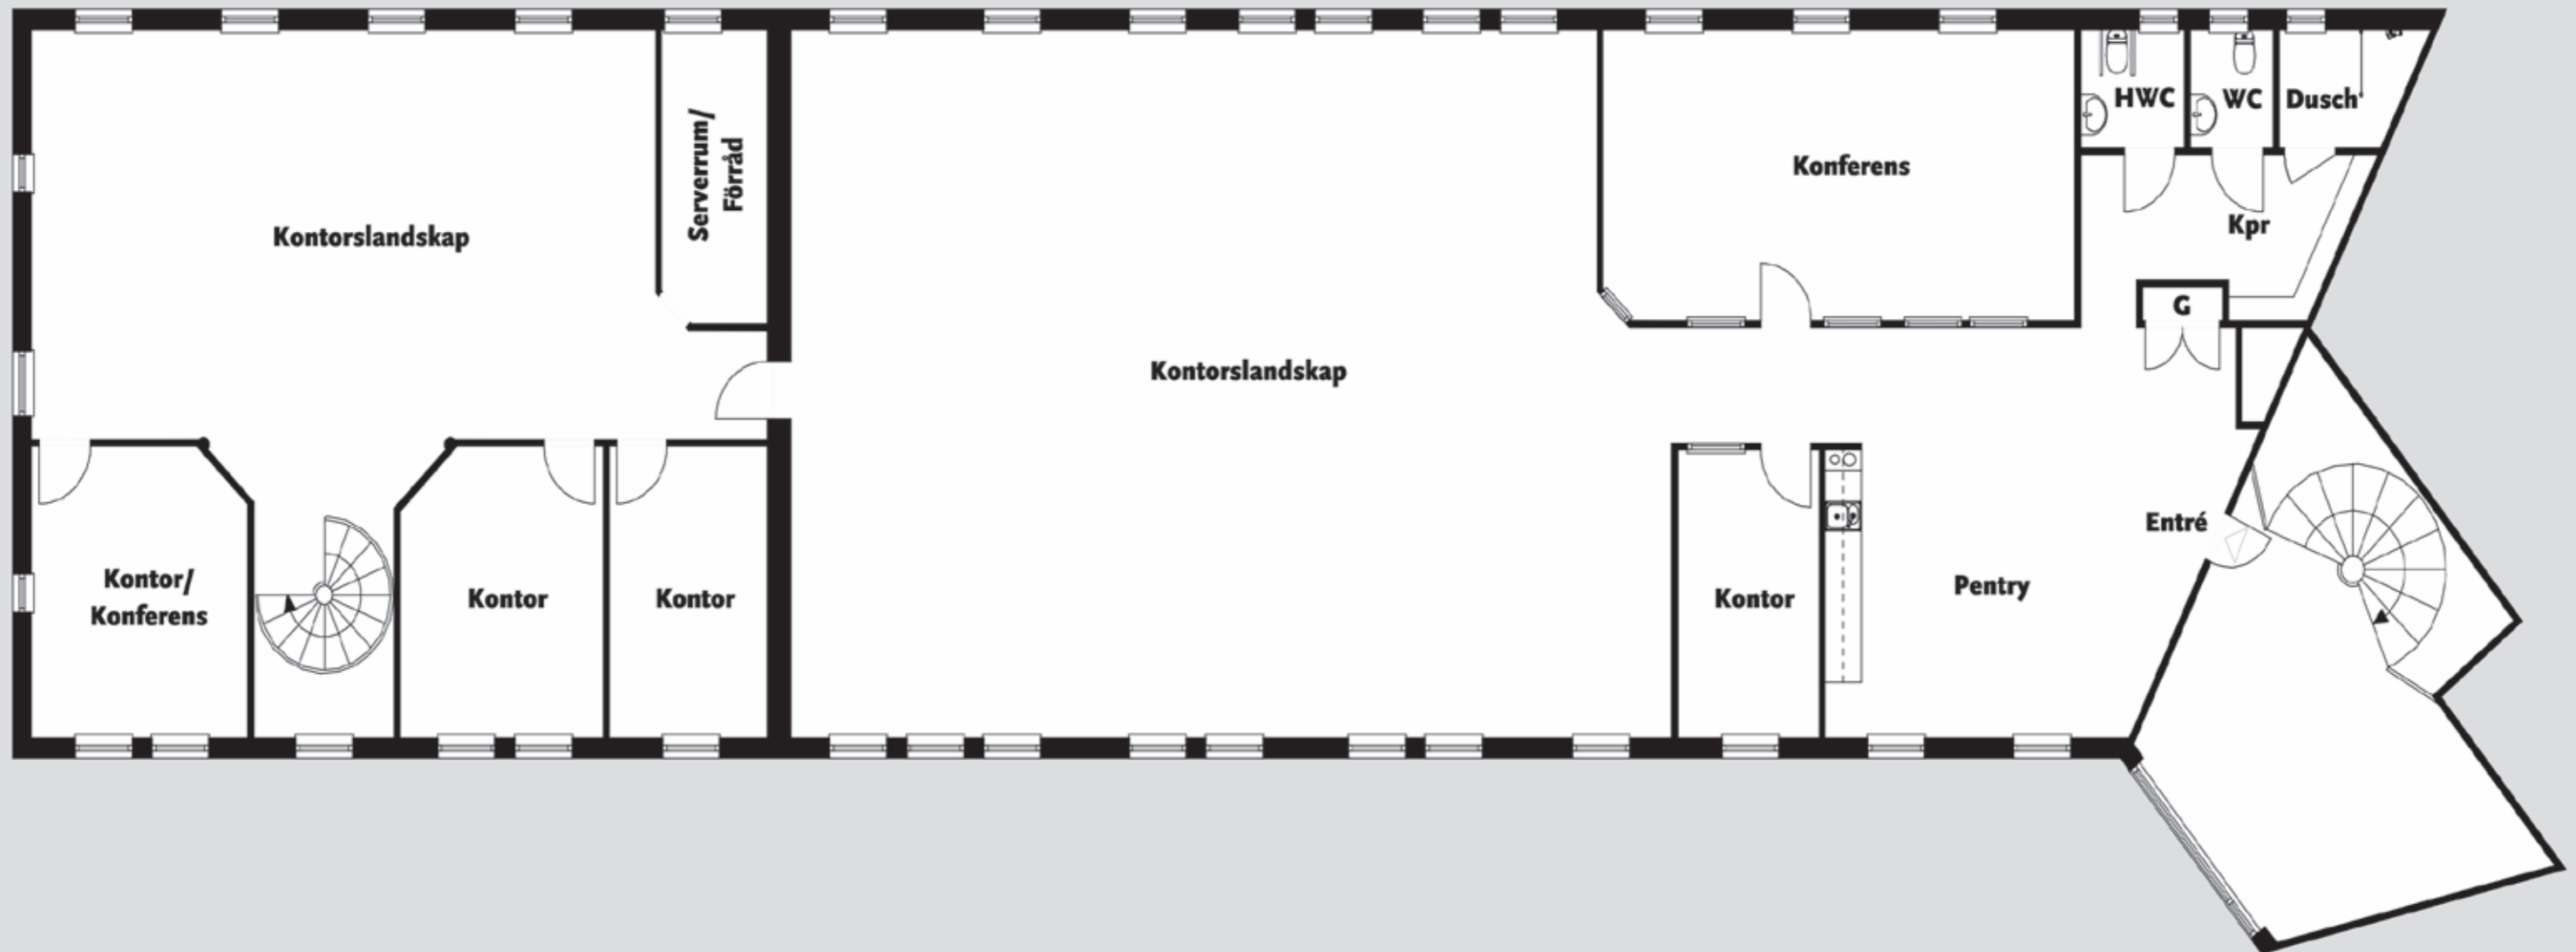 Kontorslandskap
Serverrum/
Förråd
Kontor/
Konferens
Kontor
Kontor
Kontorslandskap
Konferens
HWC
WC
Dusch
Kpr
G
Kontor
Pentry
Entré